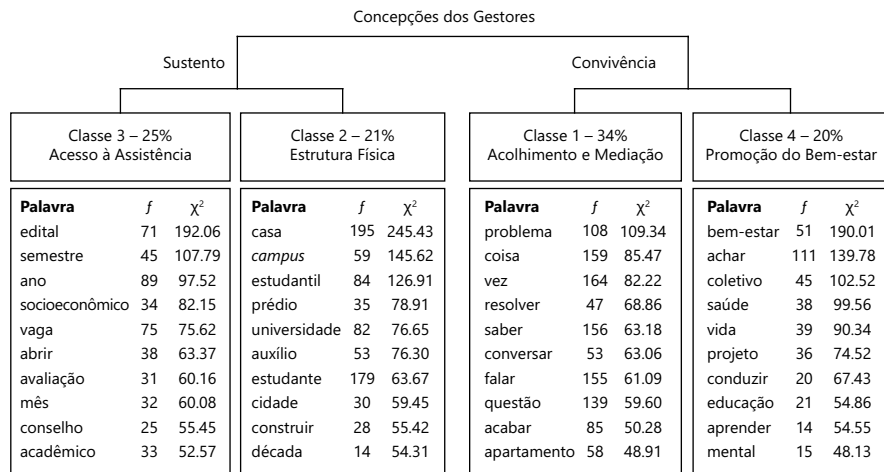 Concepções dos Gestores
Sustento
Convivência
Classe 3 – 25%
Acesso à Assistência
Palavra f χ²
edital 71 192.06
semestre 45 107.79
ano 89 97.52
socioeconômico 34 82.15
vaga 75 75.62
abrir 38 63.37
avaliação 31 60.16
mês 32 60.08
conselho 25 55.45
acadêmico 33 52.57
Classe 2 – 21%
Estrutura Física
Palavra f χ²
casa 195 245.43
campus 59 145.62
estudantil 84 126.91
prédio 35 78.91
universidade 82 76.65
auxílio 53 76.30
estudante 179 63.67
cidade 30 59.45
construir 28 55.42
década 14 54.31
Classe 1 – 34%
Acolhimento e Mediação
Palavra f χ²
problema 108 109.34
coisa 159 85.47
vez 164 82.22
resolver 47 68.86
saber 156 63.18
conversar 53 63.06
falar 155 61.09
questão 139 59.60
acabar 85 50.28
apartamento 58 48.91
Classe 4 – 20%
Promoção do Bem-estar
Palavra f χ²
bem-estar 51 190.01
achar 111 139.78
coletivo 45 102.52
saúde 38 99.56
vida 39 90.34
projeto 36 74.52
conduzir 20 67.43
educação 21 54.86
aprender 14 54.55
mental 15 48.13